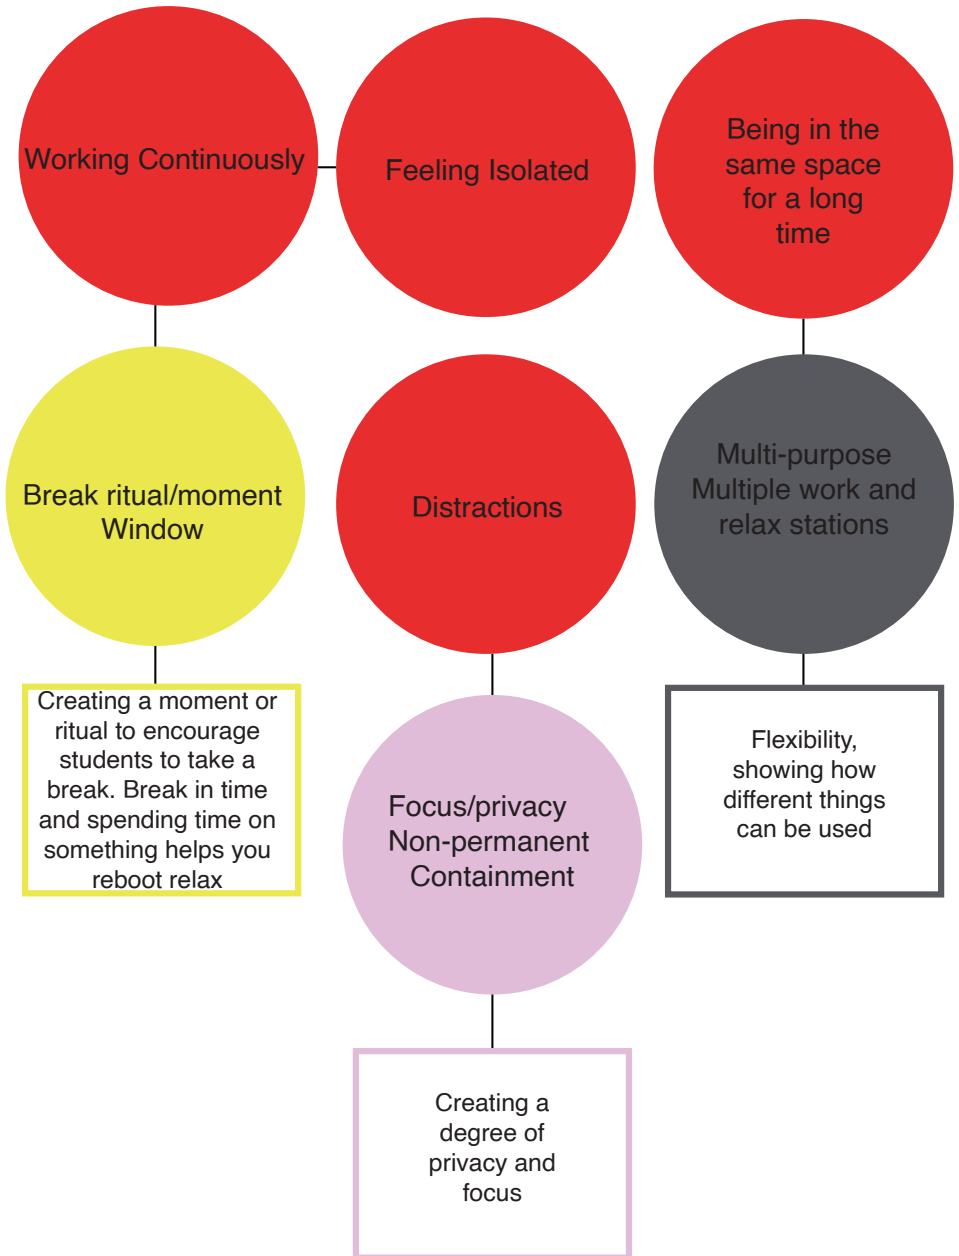 Working Continuously
Feeling Isolated
Being in the
same space
for a long
time
Break ritual/moment
Window
Distractions
Multi-purpose
Multiple work and
relax stations
Creating a moment or
ritual to encourage
students to take a
break. Break in time
and spending time on
something helps you
reboot relax
Focus/privacy
Non-permanent
Containment
Flexibility,
showing how
different things
can be used
Creating a
degree of
privacy and
focus